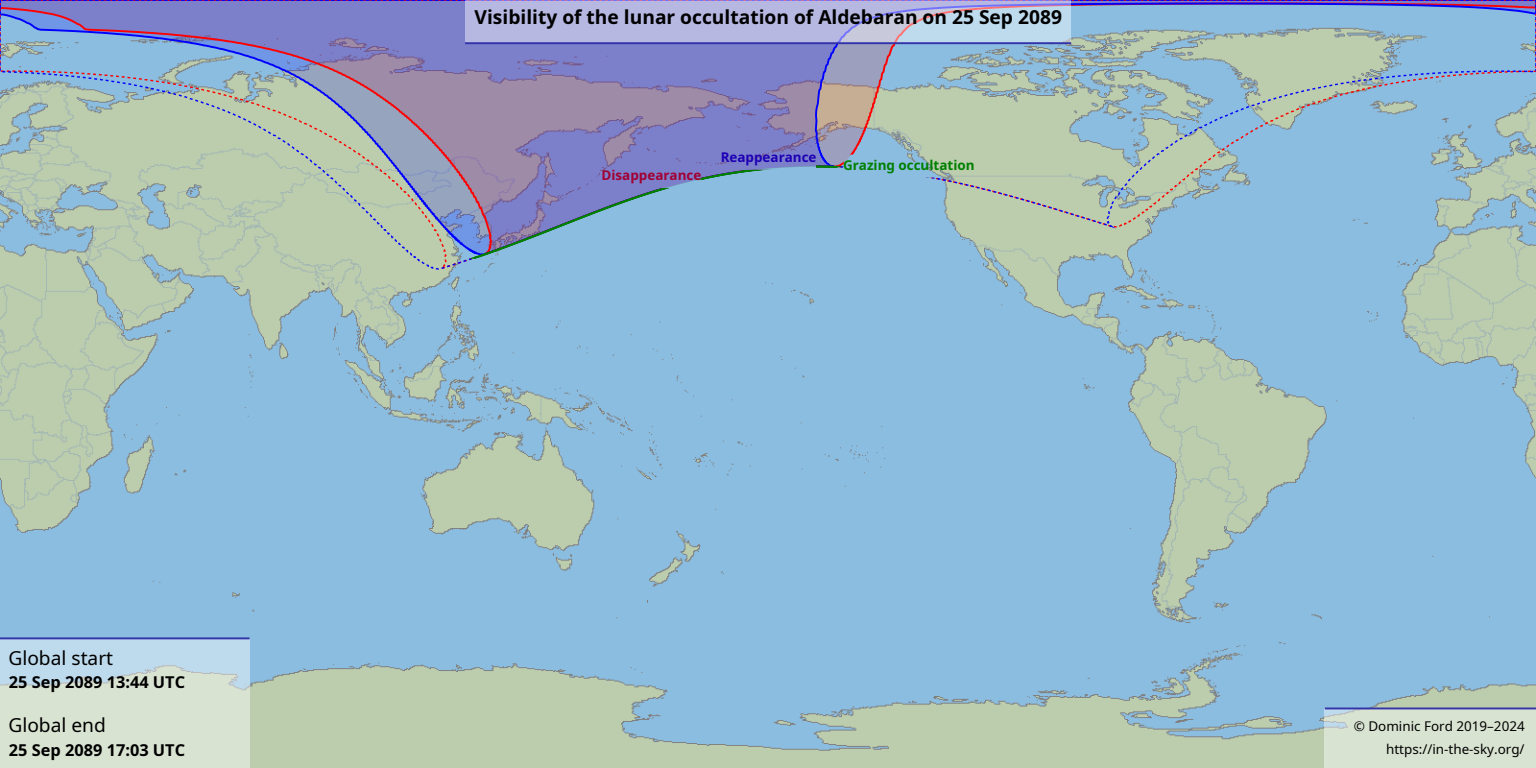 Visibility of the lunar occultation of Aldebaran on 25 Sep 2089
Reappearance
Grazing occultation
Disappearance
Global start
25 Sep 2089 13:44 UTC
Global end
25 Sep 2089 17:03 UTC
© Dominic Ford 2019–2024
https://in-the-sky.org/